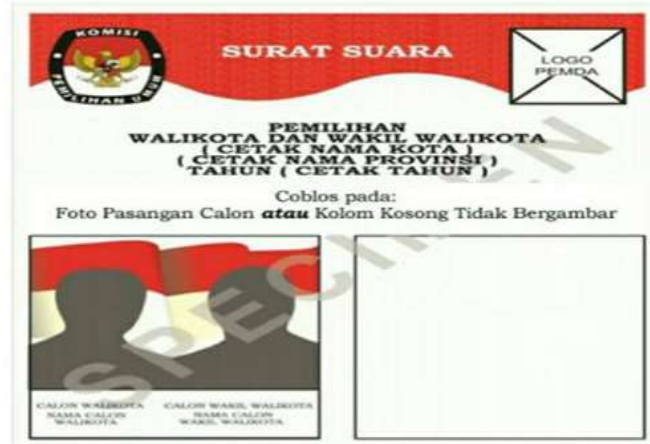 KOMISI
PEMILIHAN UMUM
SURAT SUARA
LOGO
PEMDA
PEMILIHAN
WALIKOTA DAN WAKIL WALIKOTA
( CETAK NAMA KOTA )
( CETAK NAMA PROVINSI )
TAHUN ( CETAK TAHUN )
Coblos pada:
Foto Pasangan Calon atau Kolom Kosong Tidak Bergambar
SPECIMEN
CALON WALIKOTA
NAMA CALON
WALIKOTA
CALON WAKIL WALIKOTA
NAMA CALON
WAKIL WALIKOTA